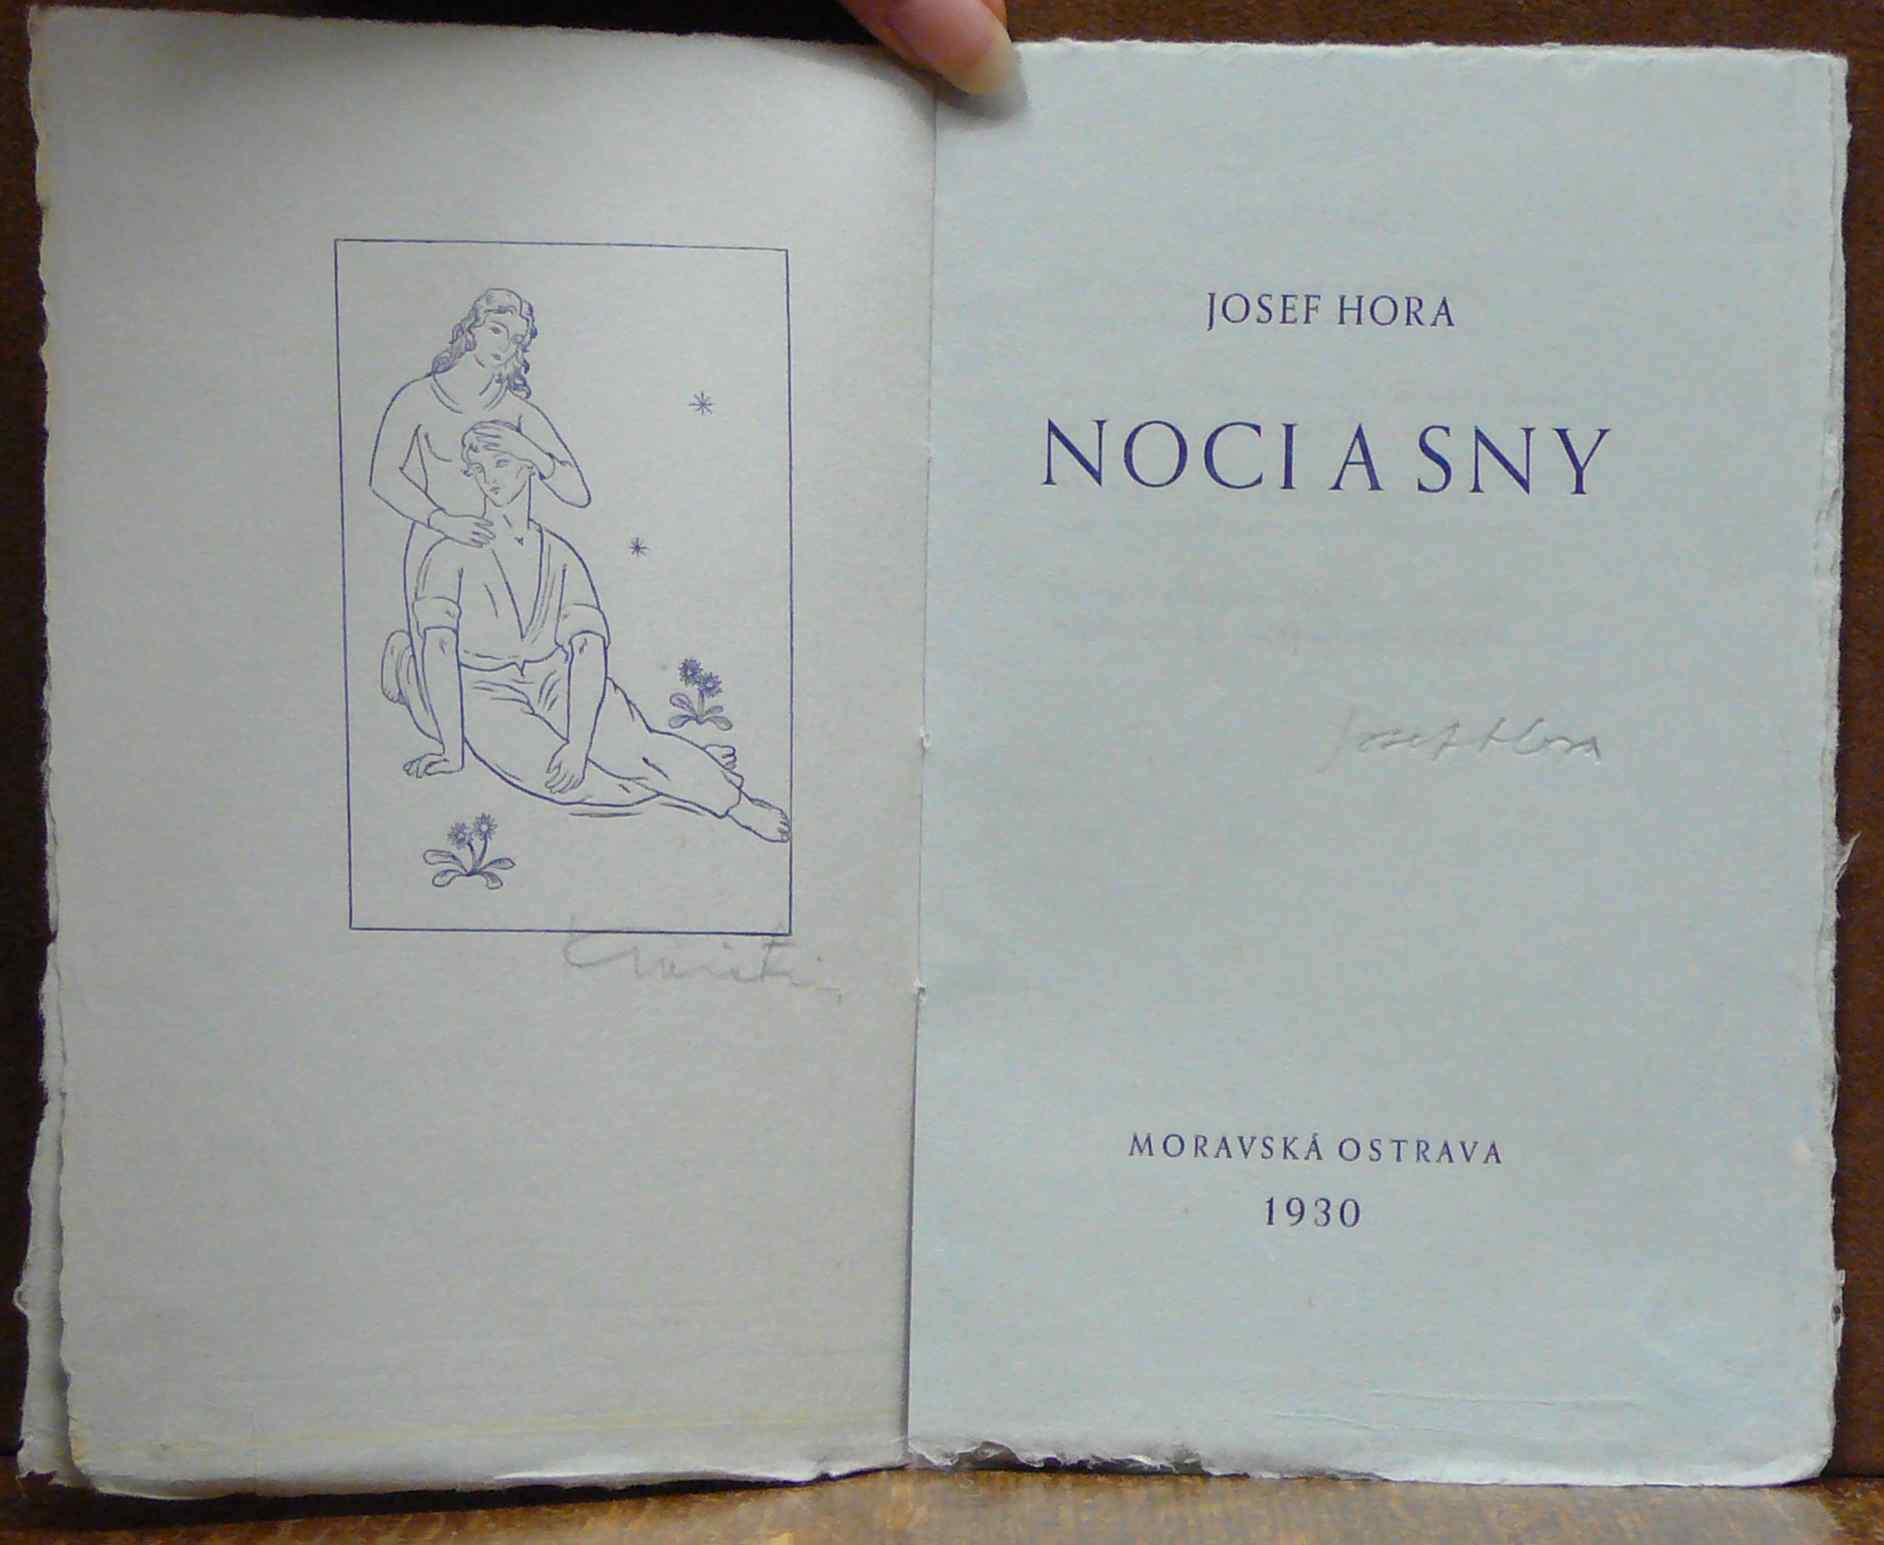 JOSEF HORA
NOCI A SNY
Josef Hora
MORAVSKÁ OSTRAVA
1930